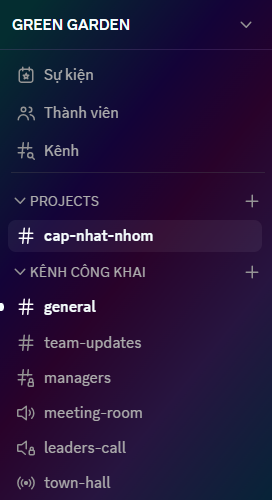 GREEN GARDEN
Sự kiện
Thành viên
Kênh
PROJECTS
cap-nhat-nhom
KÊNH CÔNG KHAI
general
team-updates
managers
meeting-room
leaders-call
town-hall